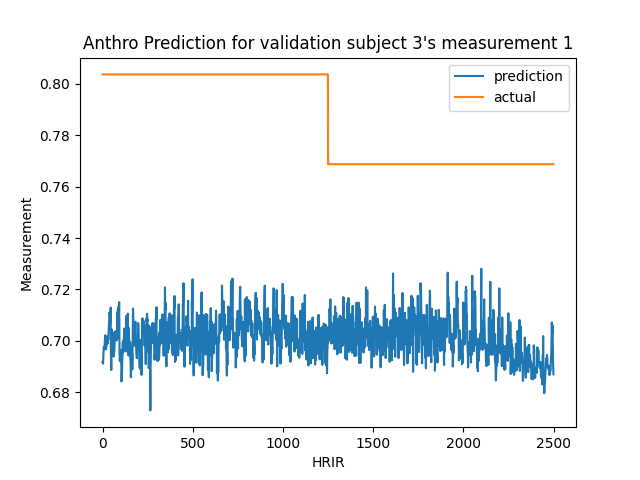 Anthro Prediction for validation subject 3's measurement 1
prediction
actual
Measurement
0.80
0.78
0.76
0.74
0.72
0.70
0.68
0 500 1000 1500 2000 2500
HRIR